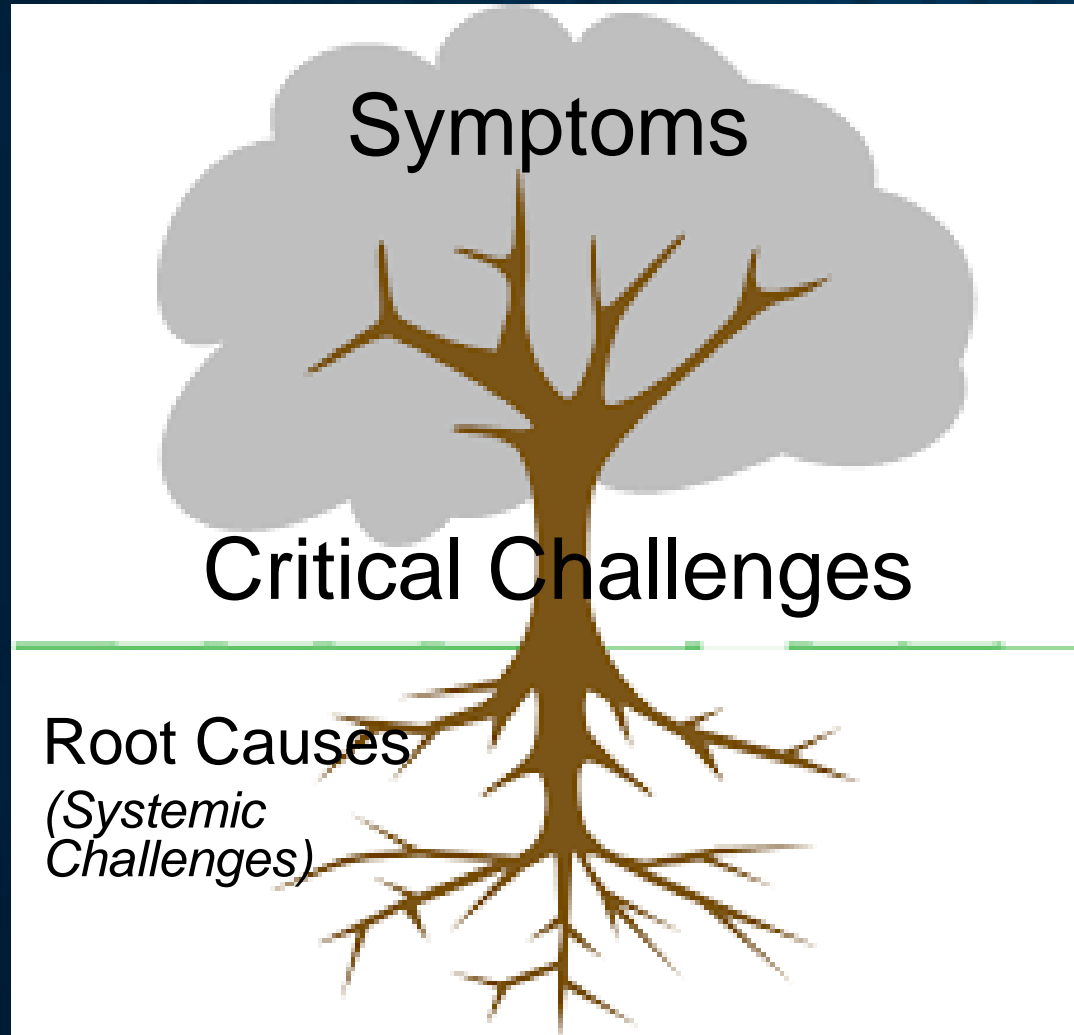 Symptoms
Critical Challenges
Root Causes
(Systemic
Challenges)